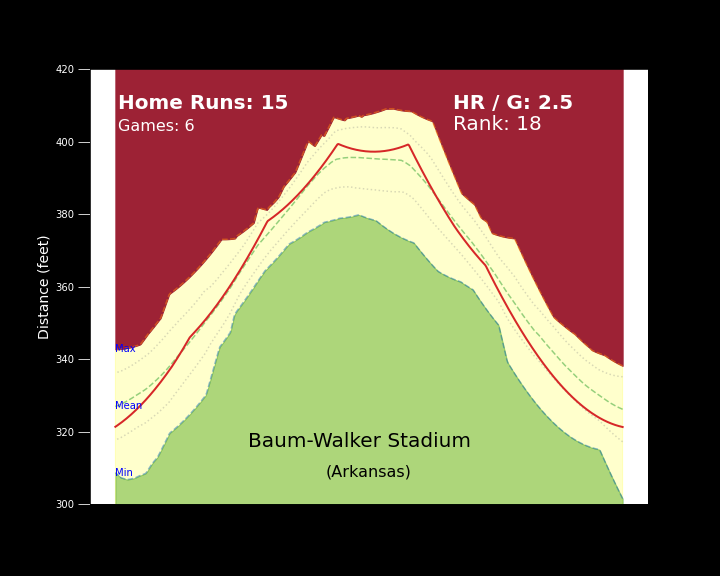 Home Runs: 15
Games: 6
HR / G: 2.5
Rank: 18
Distance (feet)
420
400
380
360
340
320
300
Max
Mean
Min
Baum-Walker Stadium
(Arkansas)